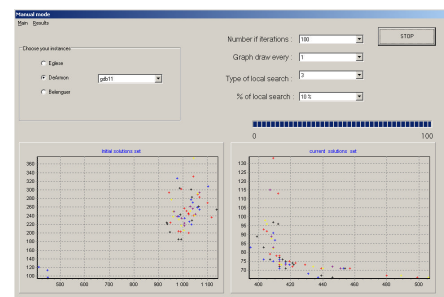 Manual mode
Main Results
Choose your instances
Eglese
DeArmon
gdb11
Belenguer
Number if iterations : 100
Graph draw every : 1
Type of local search : 3
% of local search : 10 %
STOP
0 100
initial solutions set
360
340
320
300
280
260
240
220
200
180
160
140
120
100
500 600 700 800 900 1 000 1 100
current solutions set
130
125
120
115
110
105
100
95
90
85
80
75
70
400 420 440 460 480 500